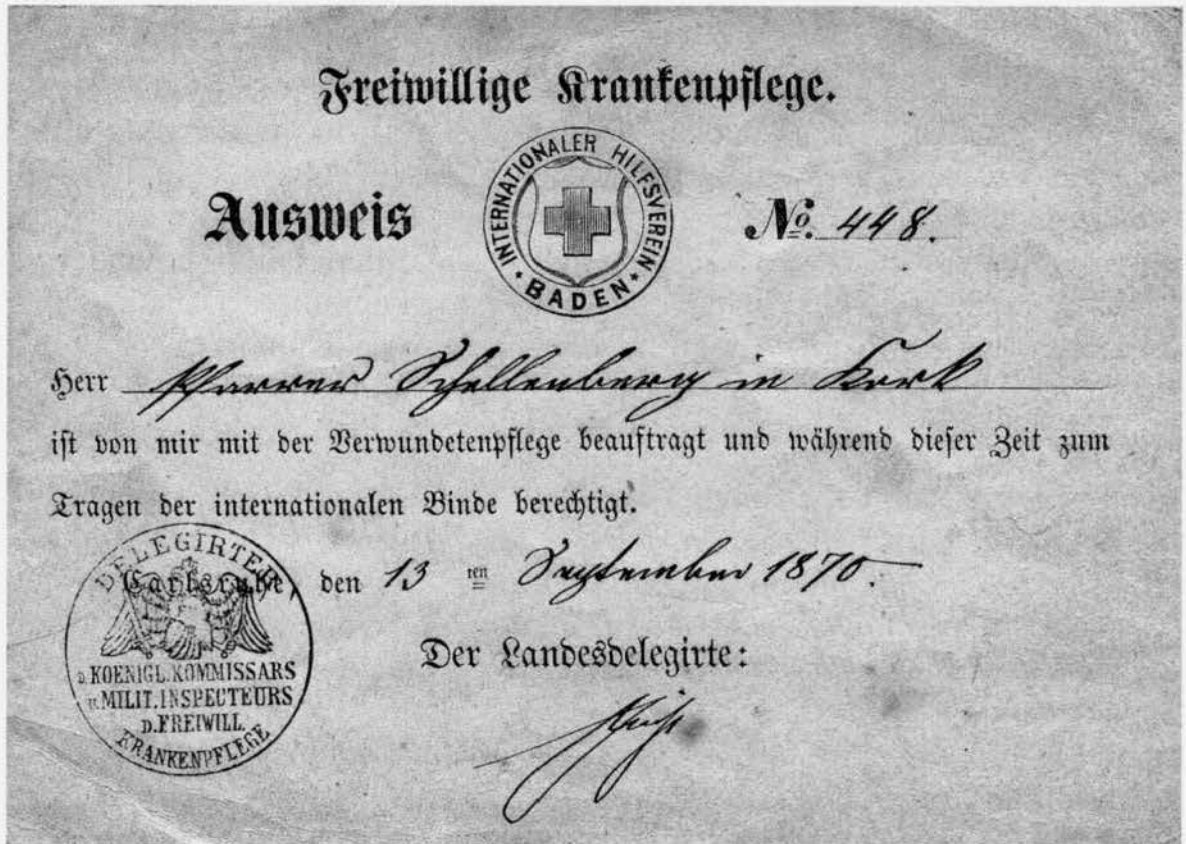 Freiwillige Krankenpflege.
INTERNATIONALER HILFSVEREIN
BADEN
Ausweis
No. 448.
Herr Pfarrer Schellenberg in Kork
ist von mir mit der Verwundetenpflege beauftragt und während dieser Zeit zum
Tragen der internationalen Binde berechtigt.
Carlsruhe, den 13 ten September 1870.
DELEGIRTER
D. KOENIGL. KOMMISSARS
U. MILIT. INSPECTEURS
D. FREIWILL.
KRANKENPFLEGE
Der Landesdelegirte: